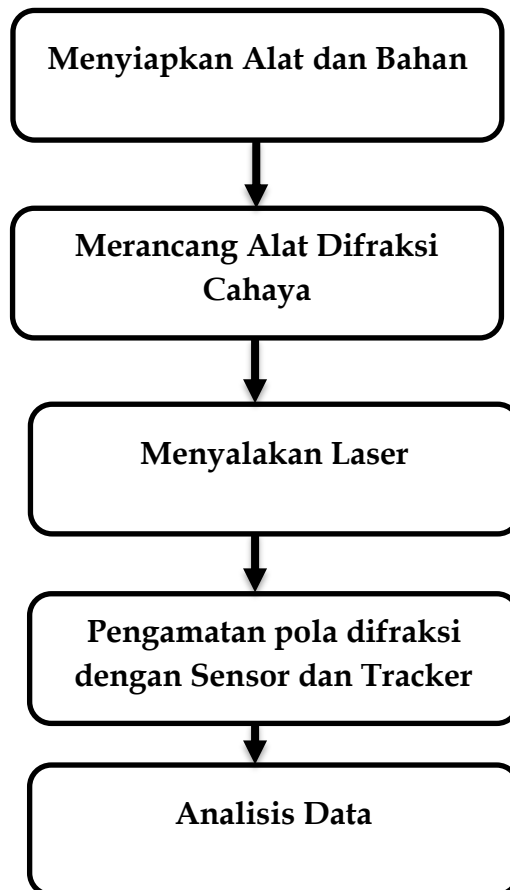 Menyiapkan Alat dan Bahan
Merancang Alat Difraksi
Cahaya
Menyalakan Laser
Pengamatan pola difraksi
dengan Sensor dan Tracker
Analisis Data